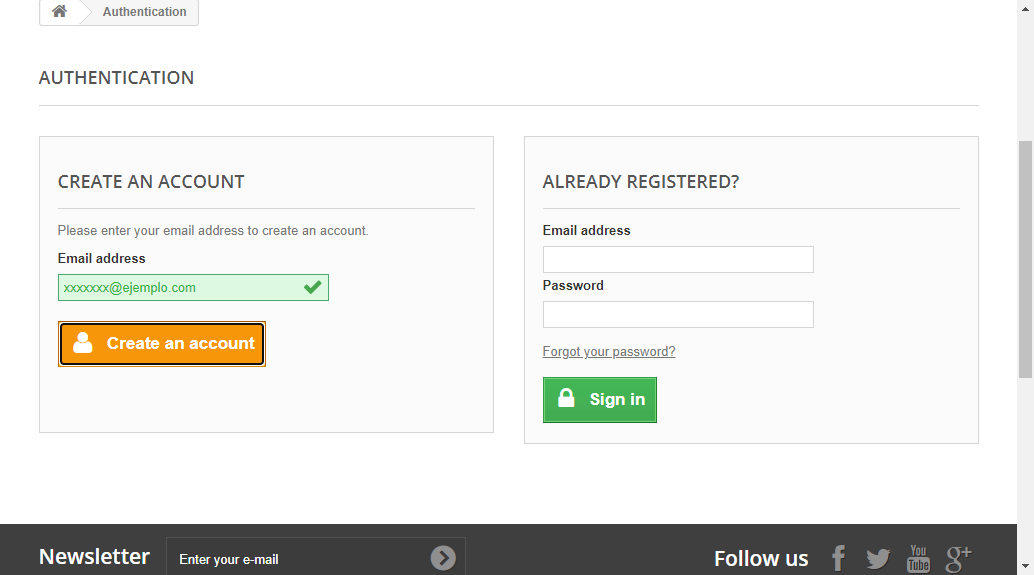 Authentication
AUTHENTICATION
CREATE AN ACCOUNT
Please enter your email address to create an account.
Email address
xxxxxxx@ejemplo.com
Create an account
ALREADY REGISTERED?
Email address
Password
Forgot your password?
Sign in
Newsletter
Enter your e-mail
Follow us
You
Tube
g+